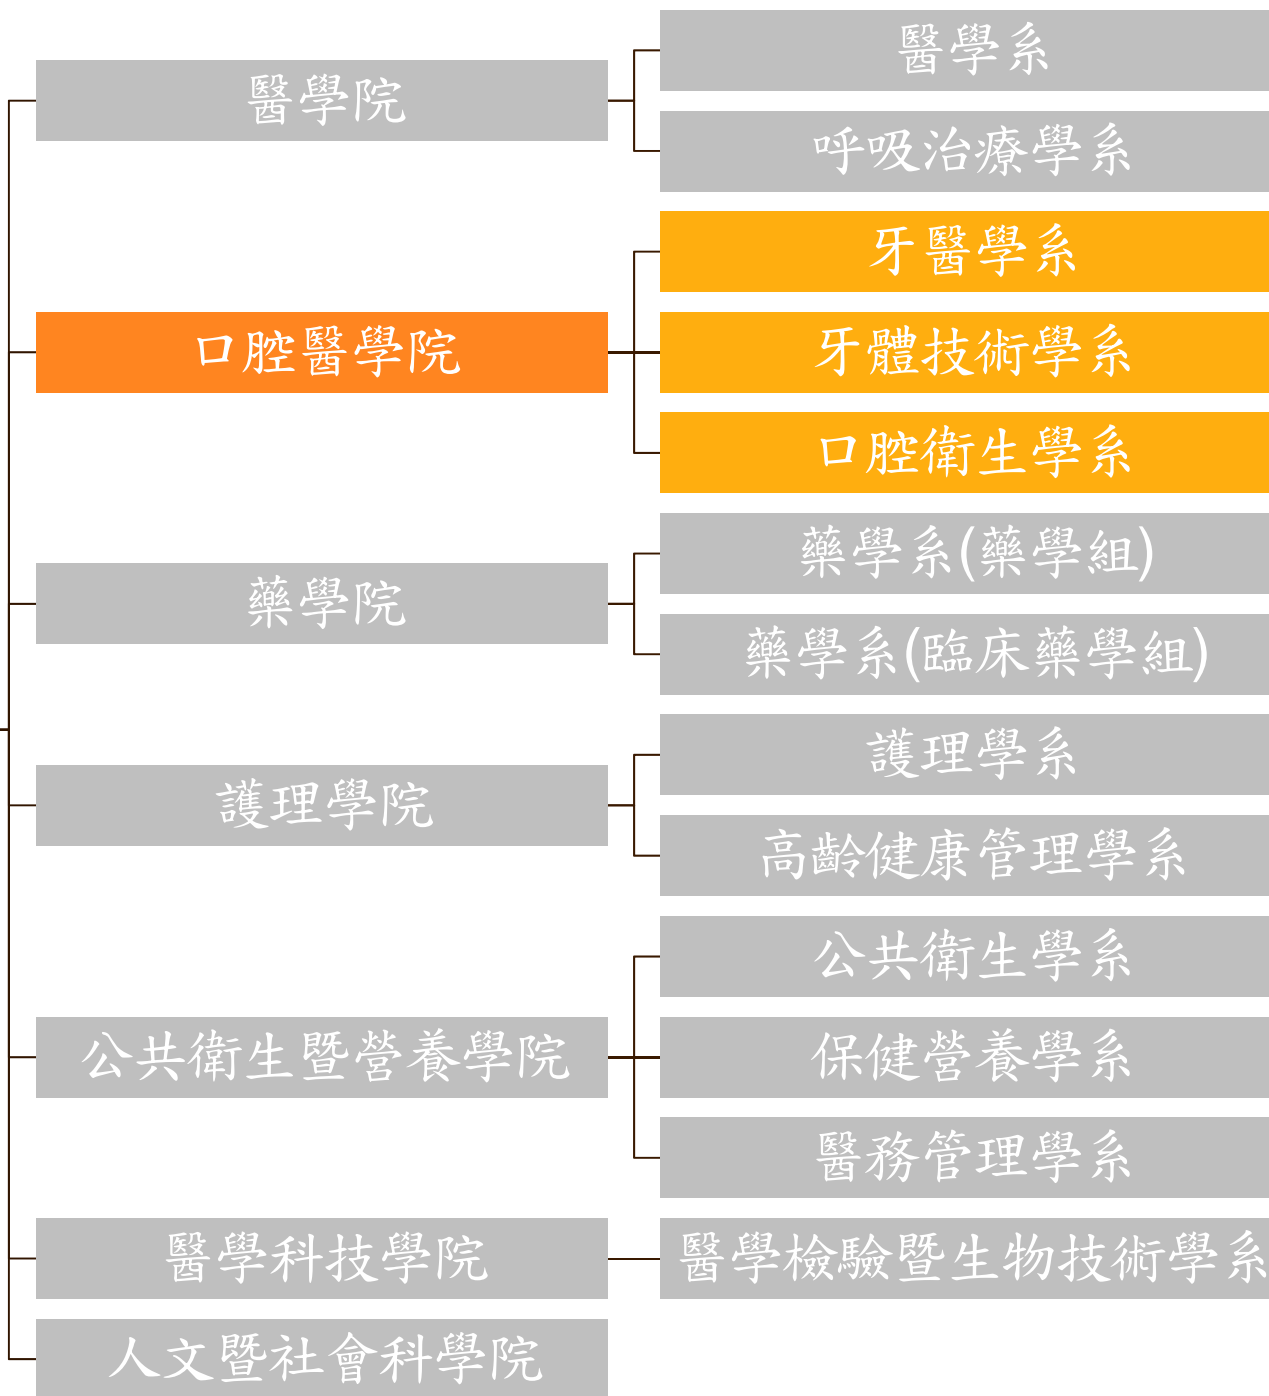 醫學院
醫學系
呼吸治療學系
口腔醫學院
牙醫學系
牙體技術學系
口腔衛生學系
藥學院
藥學系(藥學組)
藥學系(臨床藥學組)
護理學院
護理學系
高齡健康管理學系
公共衛生暨營養學院
公共衛生學系
保健營養學系
醫務管理學系
醫學科技學院
醫學檢驗暨生物技術學系
人文暨社會科學院